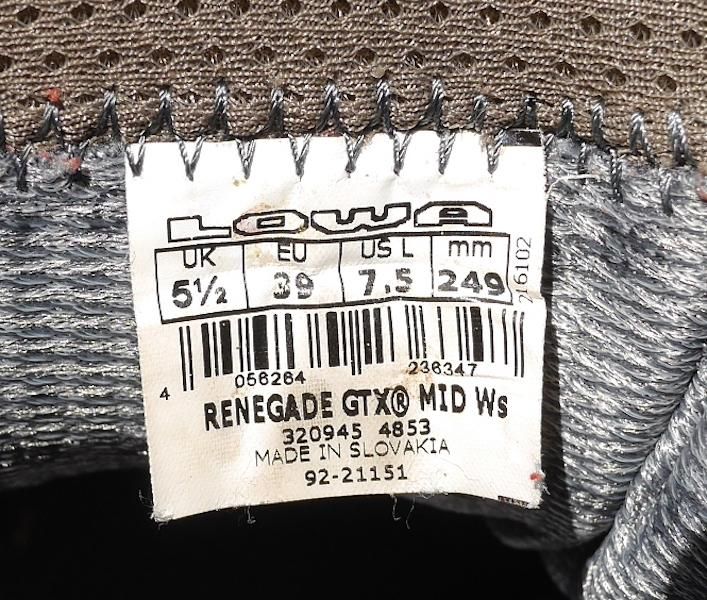 LOWA
UK EU US L mm
5½ 39 7,5 249
216102
4 056284 236347
RENEGADE GTX® MID Ws
320945 4853
MADE IN SLOVAKIA
92-21151